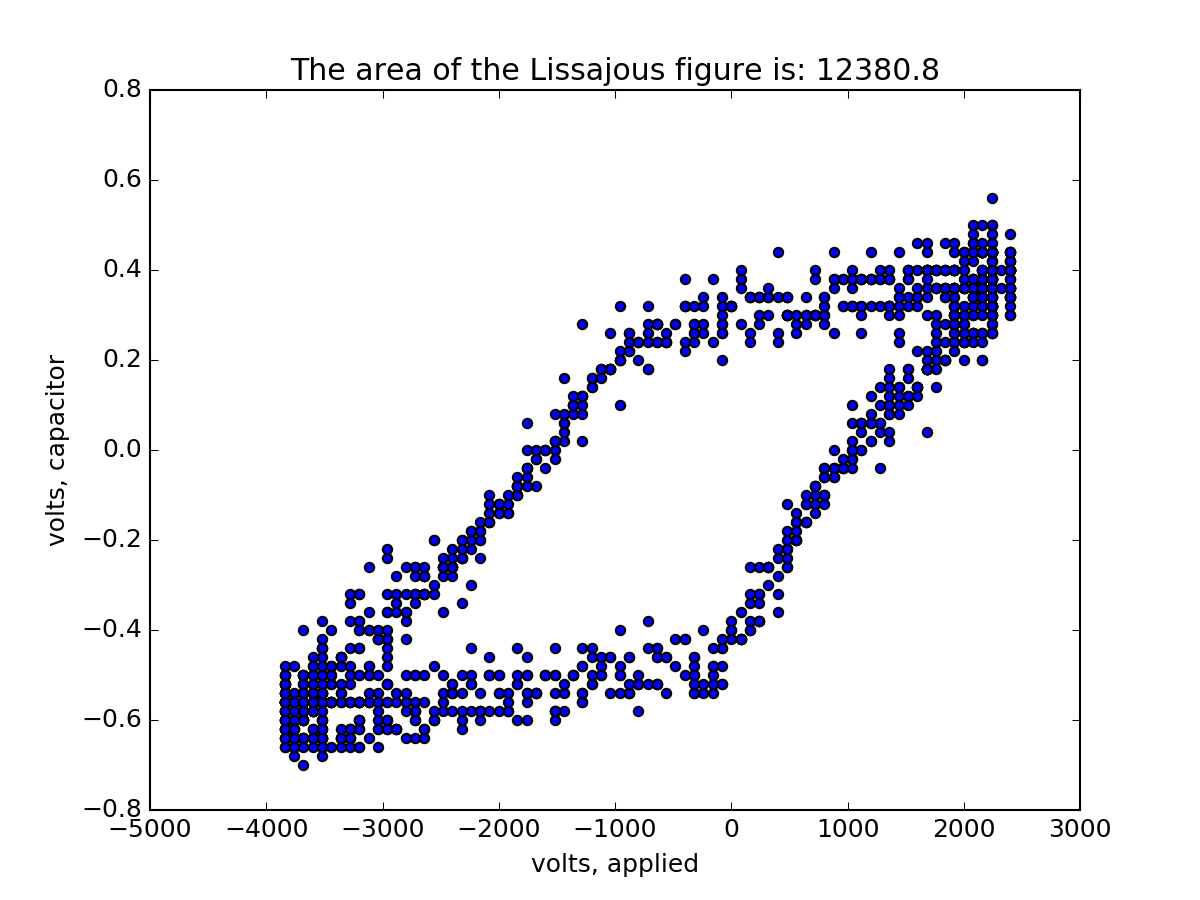 The area of the Lissajous figure is: 12380.8
0.8
0.6
0.4
0.2
0.0
−0.2
−0.4
−0.6
−0.8
volts, capacitor
−5000 −4000 −3000 −2000 −1000 0 1000 2000 3000
volts, applied